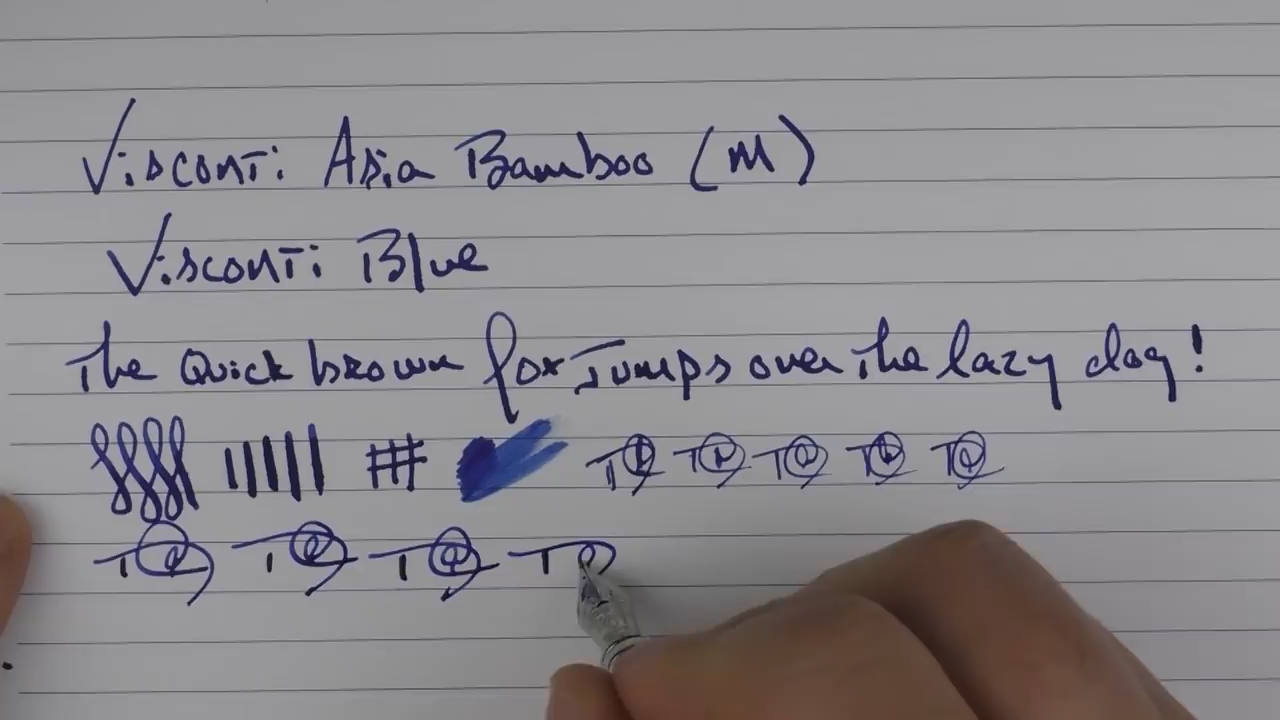 Visconti Asia Bamboo (M)
Visconti Blue
The Quick brown fox Jumps over The lazy dog!